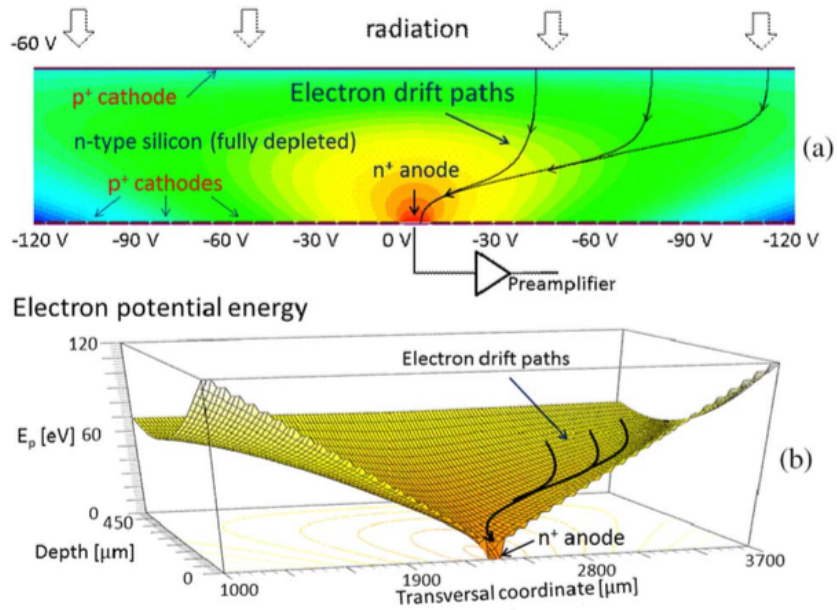 radiation
-60 V
p+ cathode
Electron drift paths
n-type silicon (fully depleted)
n+ anode
(a)
p+ cathodes
-120 V -90 V -60 V -30 V 0 V -30 V -60 V -90 V -120 V
Preamplifier
Electron potential energy
120
Electron drift paths
Ep [eV] 60
(b)
0
450
n+ anode
Depth [μm]
0
1000 1900 2800 3700
Transversal coordinate [μm]